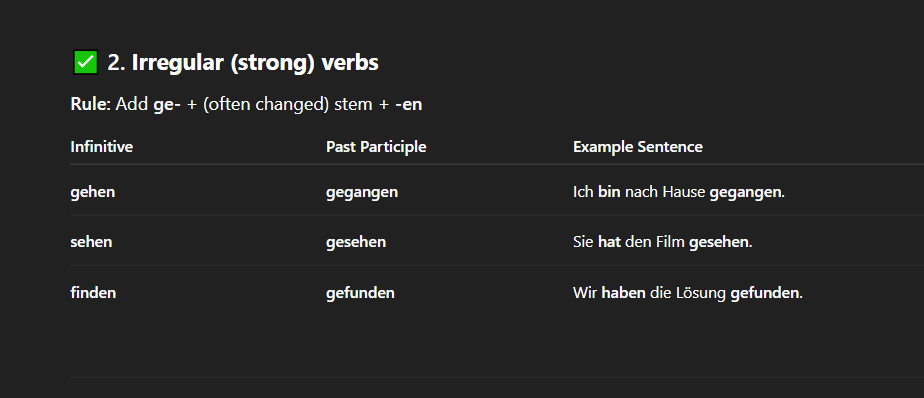 ✅ 2. Irregular (strong) verbs
Rule: Add ge- + (often changed) stem + -en
Infinitive Past Participle Example Sentence
gehen gegangen Ich bin nach Hause gegangen.
sehen gesehen Sie hat den Film gesehen.
finden gefunden Wir haben die Lösung gefunden.